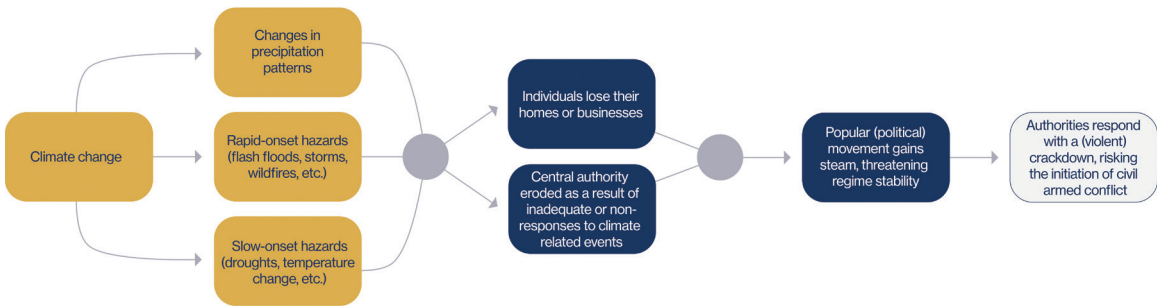 Climate change
Changes in
precipitation
patterns
Rapid-onset hazards
(flash floods, storms,
wildfires, etc.)
Slow-onset hazards
(droughts, temperature
change, etc.)
Individuals lose their
homes or businesses
Central authority
eroded as a result of
inadequate or non-
responses to climate
related events
Popular (political)
movement gains
steam, threatening
regime stability
Authorities respond
with a (violent)
crackdown, risking
the initiation of civil
armed conflict